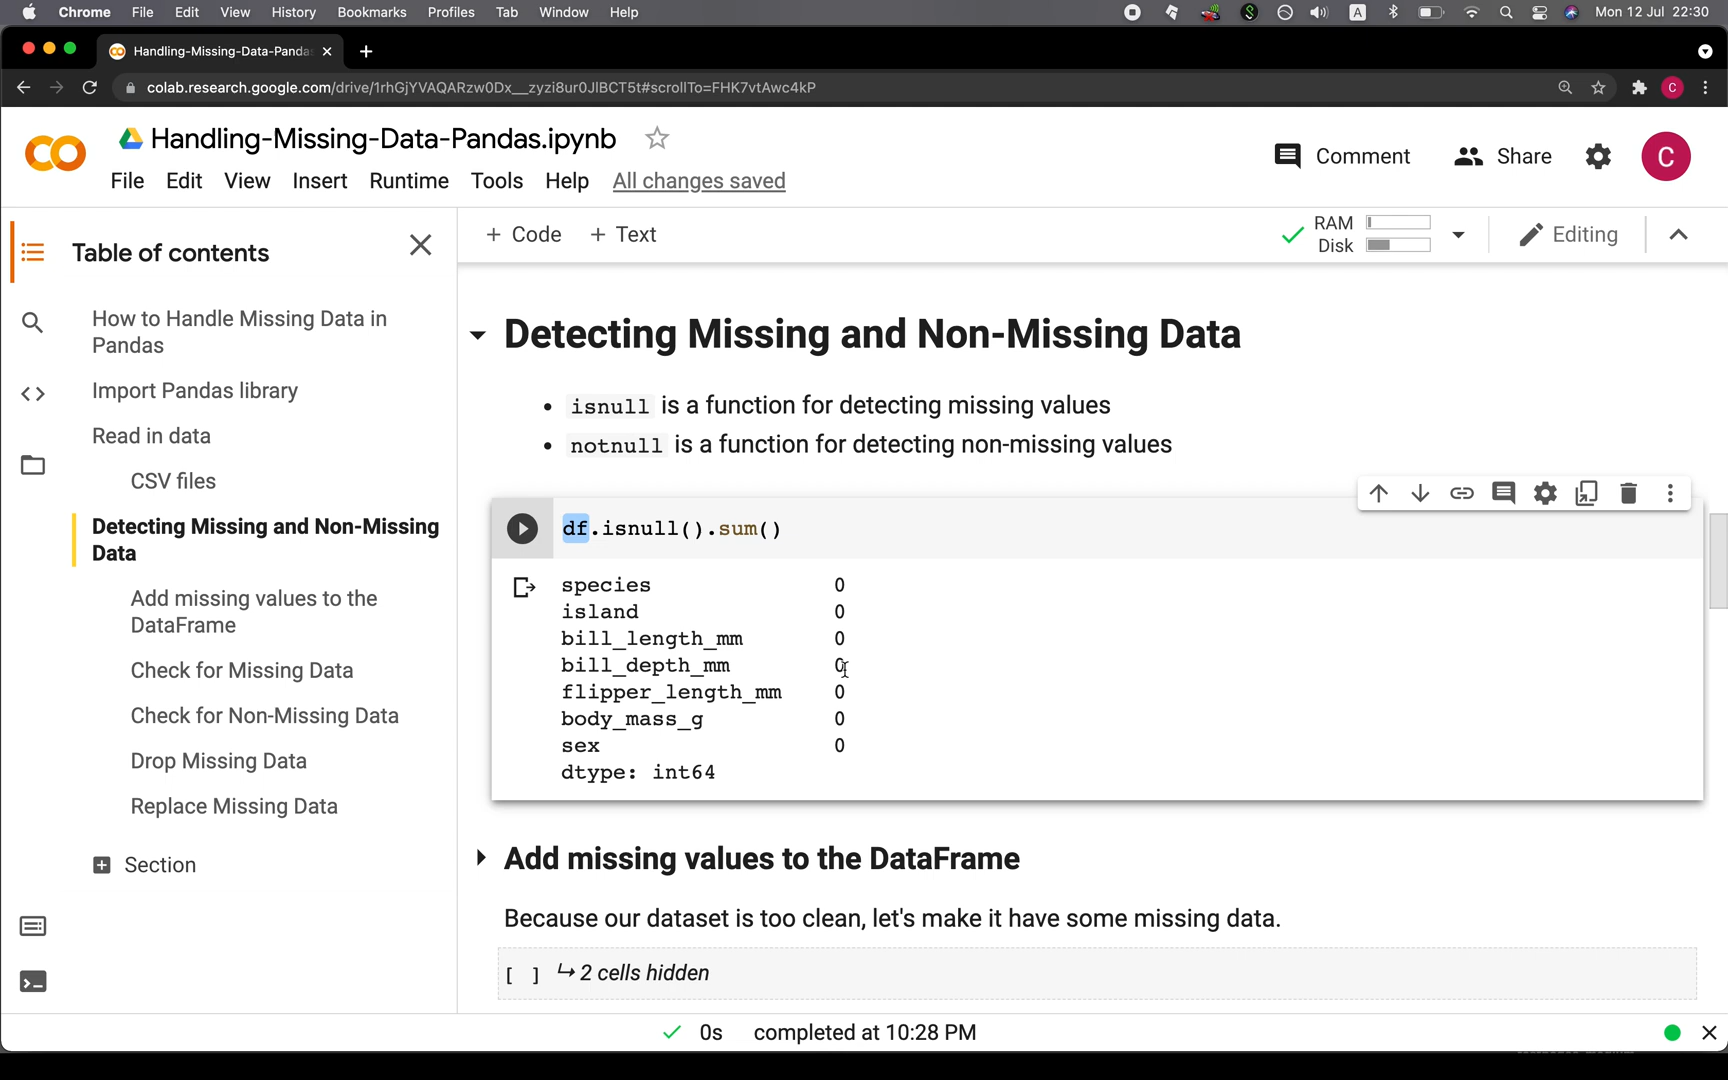 Chrome File Edit View History Bookmarks Profiles Tab Window Help A Mon 12 Jul 22:30
Handling-Missing-Data-Panda
colab.research.google.com/drive/1rhGjYVAQARzw0Dx__zyzi8ur0JlBCT5t#scrollTo=FHK7vtAwc4kP C
Handling-Missing-Data-Pandas.ipynb
Comment Share C
File Edit View Insert Runtime Tools Help All changes saved
Table of contents
+ Code + Text
RAM
Disk
Editing
How to Handle Missing Data in
Pandas
Import Pandas library
Read in data
CSV files
Detecting Missing and Non-Missing
Data
Add missing values to the
DataFrame
Check for Missing Data
Check for Non-Missing Data
Drop Missing Data
Replace Missing Data
Section
Detecting Missing and Non-Missing Data
• isnull is a function for detecting missing values
• notnull is a function for detecting non-missing values
df.isnull().sum()
species 0
island 0
bill_length_mm 0
bill_depth_mm 0
flipper_length_mm 0
body_mass_g 0
sex 0
dtype: int64
Add missing values to the DataFrame
Because our dataset is too clean, let's make it have some missing data.
[ ] ↳ 2 cells hidden
0s completed at 10:28 PM